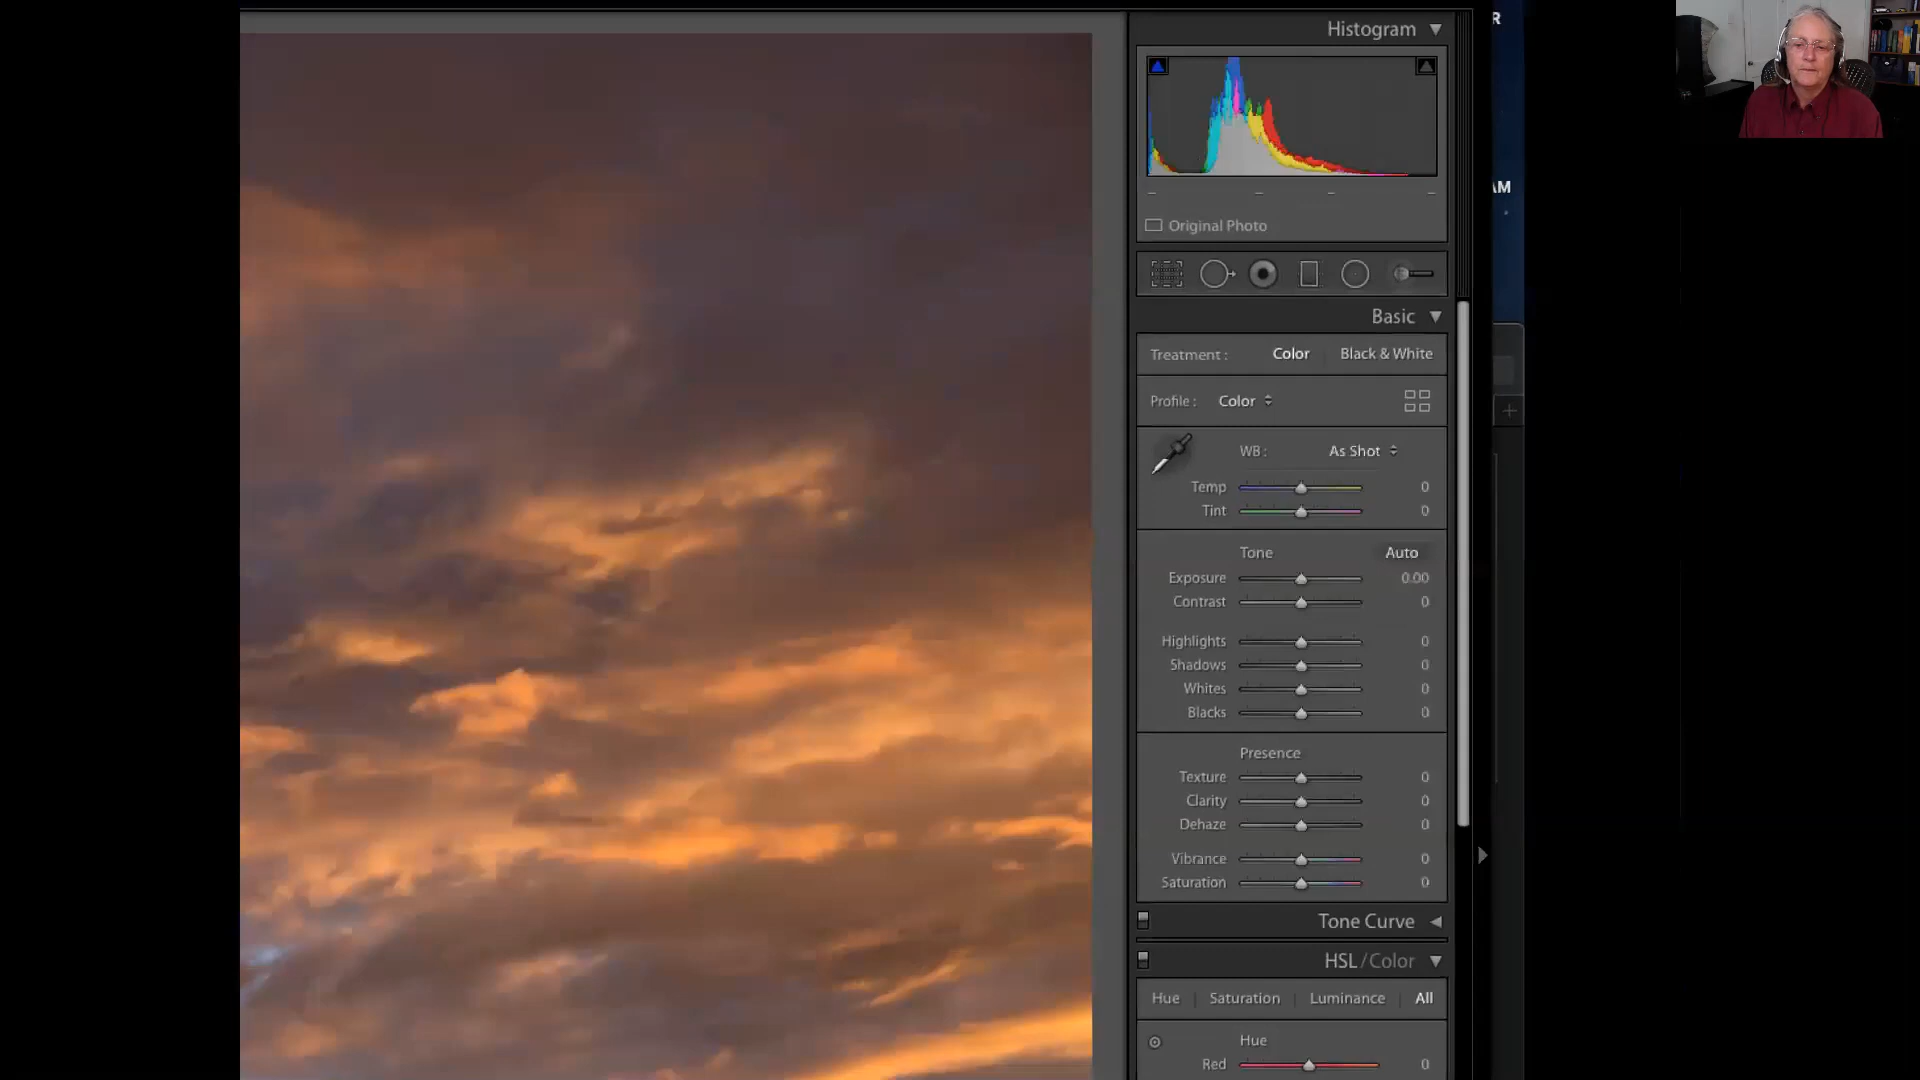 Histogram
Original Photo
Basic
Treatment : Color Black & White
Profile : Color
WB : As Shot
Temp 0
Tint 0
Tone Auto
Exposure 0.00
Contrast 0
Highlights 0
Shadows 0
Whites 0
Blacks 0
Presence
Texture 0
Clarity 0
Dehaze 0
Vibrance 0
Saturation 0
Tone Curve
HSL / Color
Hue Saturation Luminance All
Hue
Red 0
R
AM